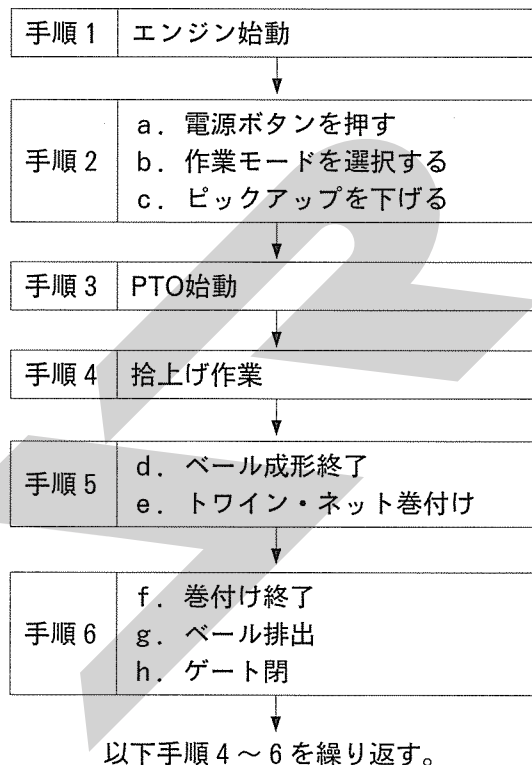 手順1 エンジン始動
手順2
a．電源ボタンを押す
b．作業モードを選択する
c．ピックアップを下げる
手順3 PTO始動
手順4 拾上げ作業
手順5
d．ベール成形終了
e．トワイン・ネット巻付け
手順6
f．巻付け終了
g．ベール排出
h．ゲート閉
以下手順4～6を繰り返す。